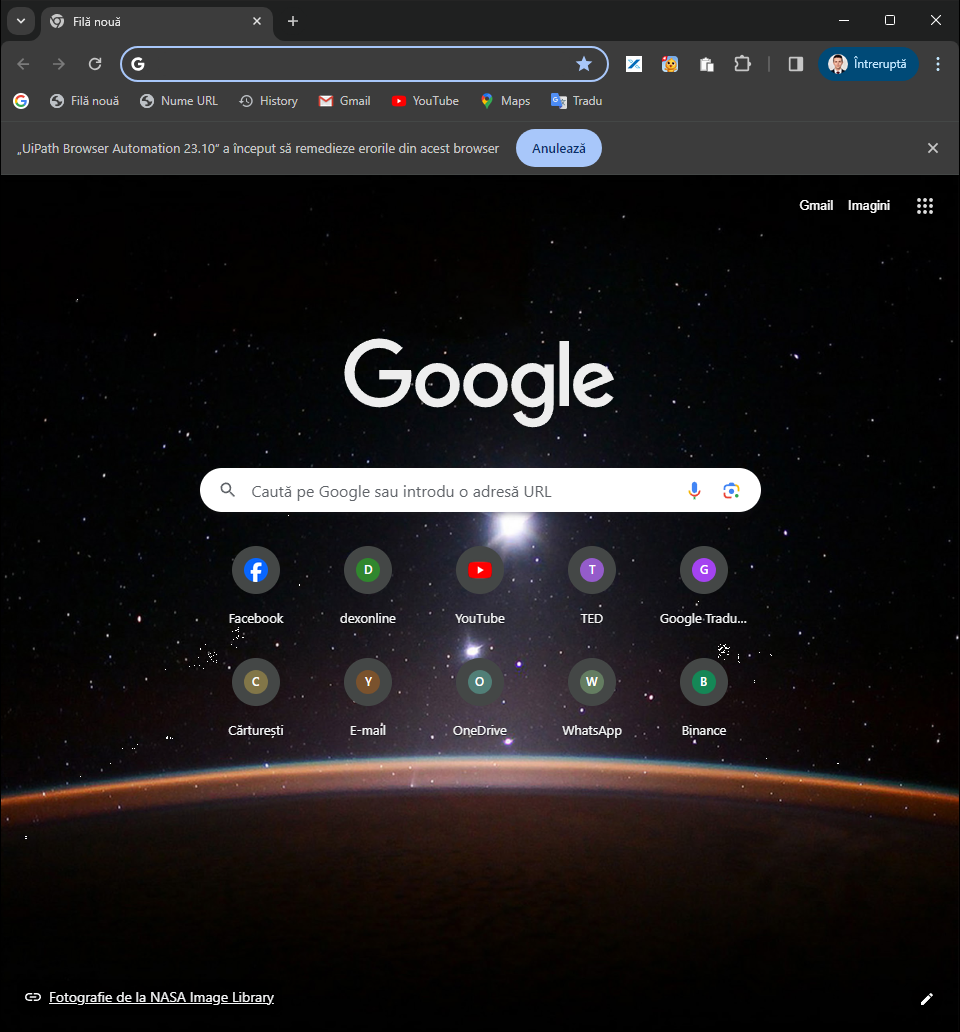 Filă nouă
Filă nouă
Nume URL
History
Gmail
YouTube
Maps
Tradu
Întreruptă
„UiPath Browser Automation 23.10” a început să remedieze erorile din acest browser
Anulează
Gmail
Imagini
Google
Caută pe Google sau introdu o adresă URL
D
T
G
Facebook
dexonline
YouTube
TED
Google Tradu...
C
Y
O
W
B
Cărturești
E-mail
OneDrive
WhatsApp
Binance
Fotografie de la NASA Image Library